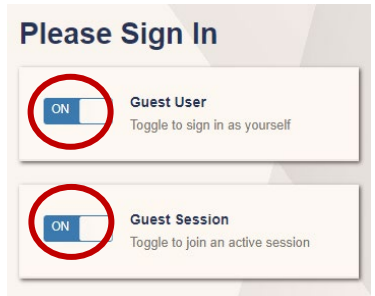 Please Sign In
ON
Guest User
Toggle to sign in as yourself
ON
Guest Session
Toggle to join an active session